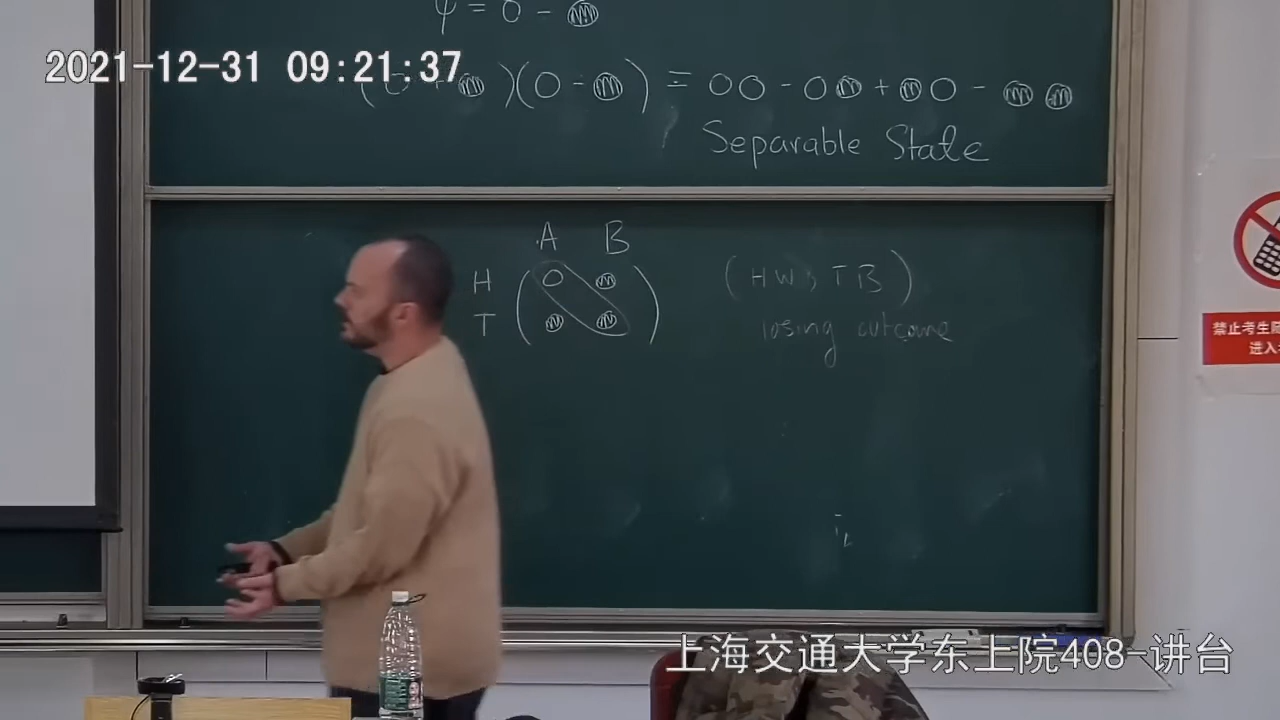 ψ = O - ●
2021-12-31 09:21:37
(O + ●)(O - ●) = OO - O● + ●O - ●●
Separable State
A B
H ( O ● ) (HW, TB)
T ( ● ● ) losing outcome
禁止考生
进入
上海交通大学东上院408-讲台